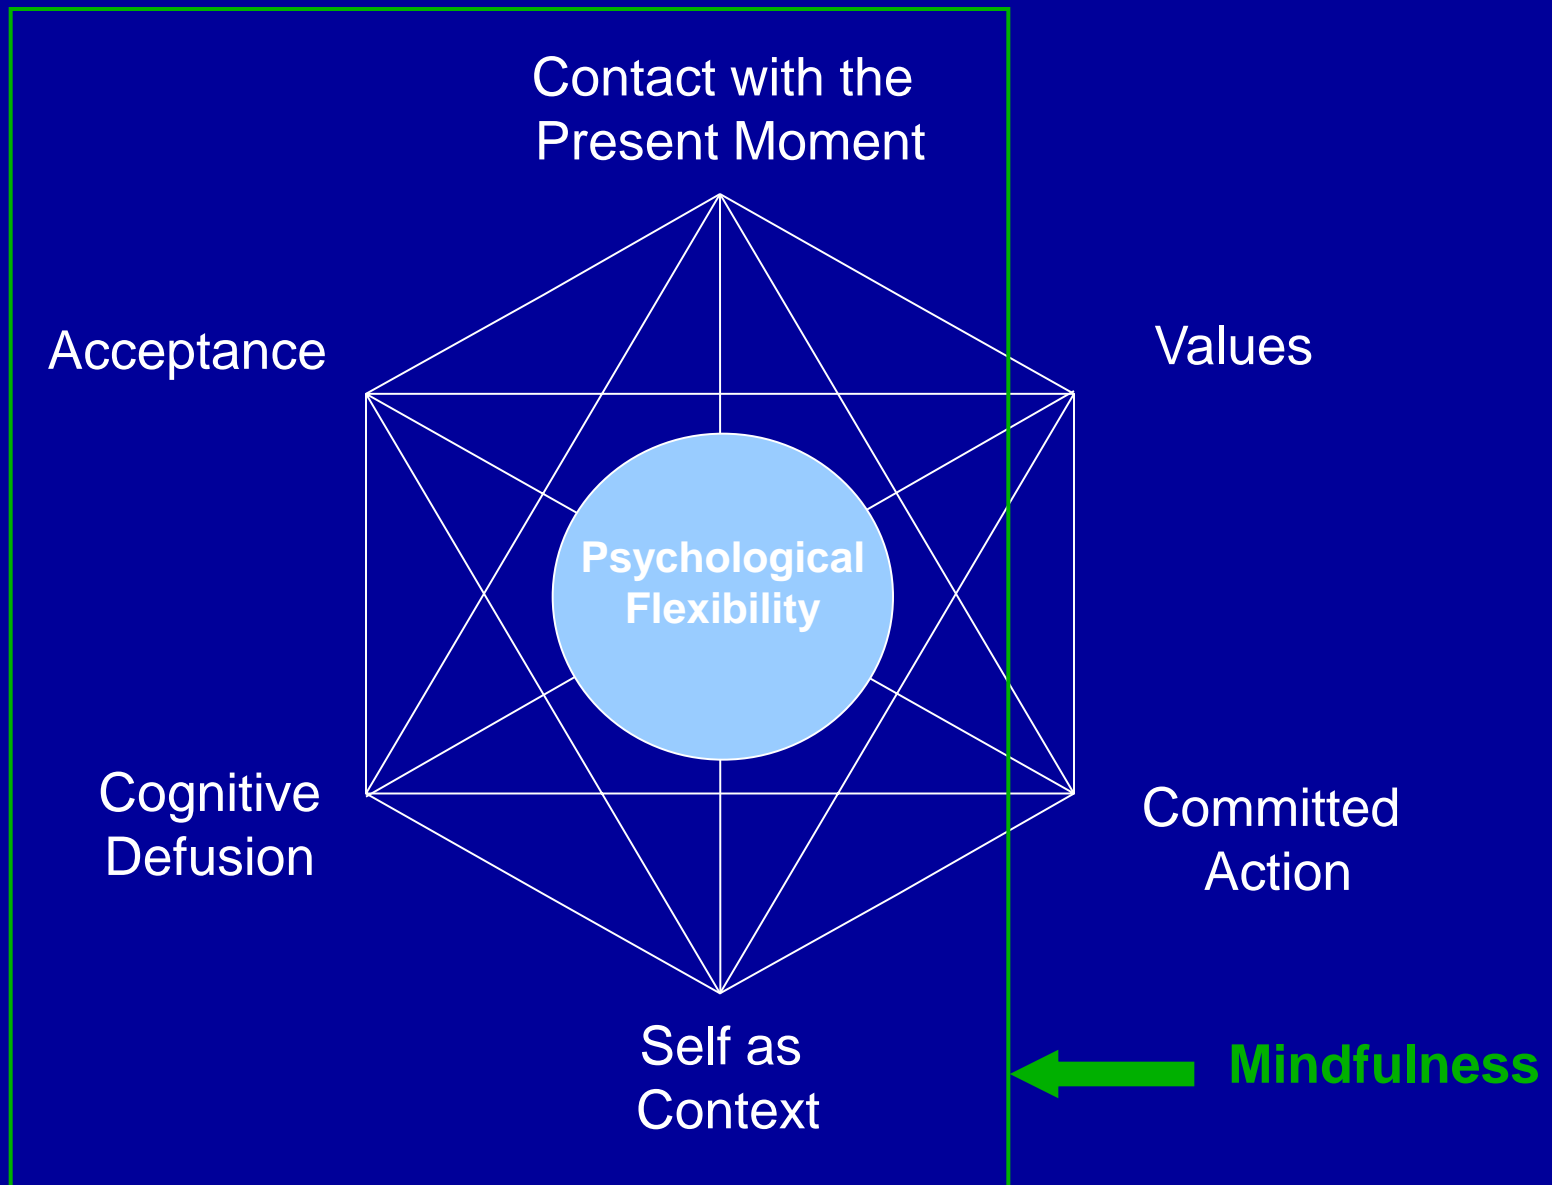 Contact with the
Present Moment
Acceptance
Values
Psychological
Flexibility
Cognitive
Defusion
Committed
Action
Self as
Context
Mindfulness